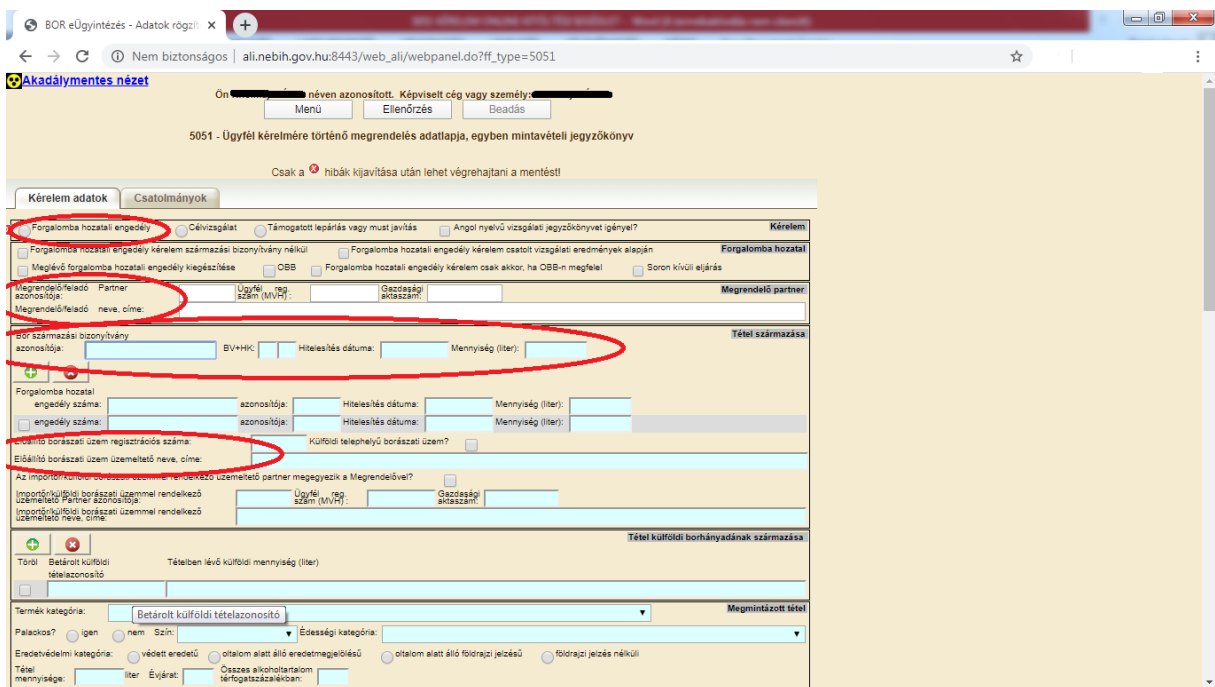 BOR eÜgyintézés - Adatok rögzít
Nem biztonságos | ali.nebih.gov.hu:8443/web_ali/webpanel.do?ff_type=5051
Akadálymentes nézet
Ön néven azonosított. Képviselt cég vagy személy:
Menü Ellenőrzés Beadás
5051 - Ügyfél kérelmére történő megrendelés adatlapja, egyben mintavételi jegyzőkönyv
Csak a hibák kijavítása után lehet végrehajtani a mentést!
Kérelem adatok Csatolmányok
Forgalomba hozatali engedély Célvizsgálat Támogatott lepárlás vagy must javítás Angol nyelvű vizsgálati jegyzőkönyvet igényel? Kérelem
Forgalomba hozatali engedély kérelem származási bizonyítvány nélkül Forgalomba hozatali engedély kérelem csatolt vizsgálati eredmények alapján Forgalomba hozatal
Meglévő forgalomba hozatali engedély kiegészítése OBB Forgalomba hozatali engedély kérelem csak akkor, ha OBB-n megfelel Soron kívüli eljárás
Megrendelő/feladó Partner azonosítója: Ügyfél reg. szám (MVH) : Gazdasági aktaszám: Megrendelő partner
Megrendelő/feladó neve, címe:
Bor származási bizonyítvány Tétel származása
azonosítója: BV+HK: Hitelesítés dátuma: Mennyiség (liter):
Forgalomba hozatal
engedély száma: azonosítója: Hitelesítés dátuma: Mennyiség (liter):
engedély száma: azonosítója: Hitelesítés dátuma: Mennyiség (liter):
Előállító borászati üzem regisztrációs száma: Külföldi telephelyű borászati üzem?
Előállító borászati üzem üzemeltető neve, címe:
Az importőr/külföldi borászati üzemmel rendelkező üzemeltető partner megegyezik a Megrendelővel?
Importőr/külföldi borászati üzemmel rendelkező üzemeltető Partner azonosítója: Ügyfél reg. szám (MVH) : Gazdasági aktaszám:
Importőr/külföldi borászati üzemmel rendelkező üzemeltető neve, címe:
Tétel külföldi borhányadának származása
Töröl Betárolt külföldi tételazonosító Tételben lévő külföldi mennyiség (liter)
Termék kategória: Megmintázott tétel
Betárolt külföldi tételazonosító
Palackos? igen nem Szín: Édességi kategória:
Eredetvédelmi kategória: védett eredetű oltalom alatt álló eredetmegjelölésű oltalom alatt álló földrajzi jelzésű földrajzi jelzés nélküli
Tétel mennyisége: liter Évjárat: Összes alkoholtartalom térfogatszázalékban: